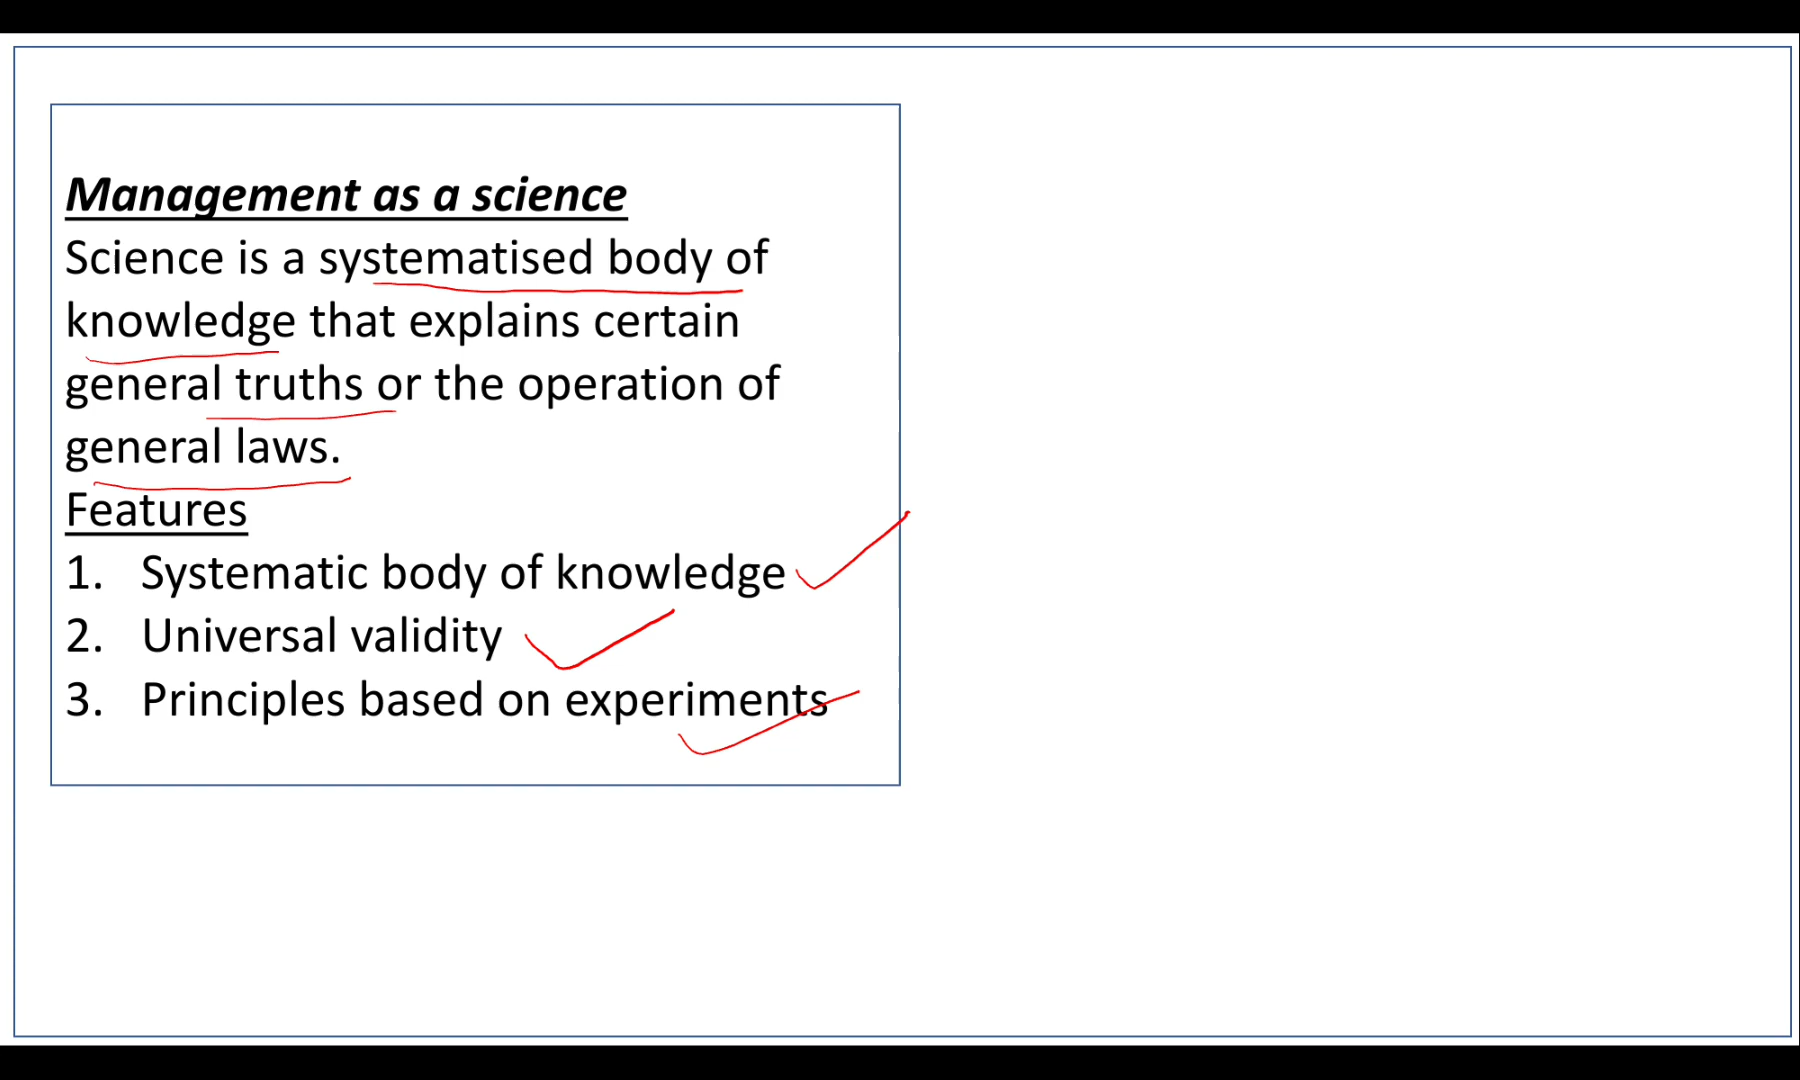 Management as a science
Science is a systematised body of
knowledge that explains certain
general truths or the operation of
general laws.
Features
1. Systematic body of knowledge
2. Universal validity
3. Principles based on experiments